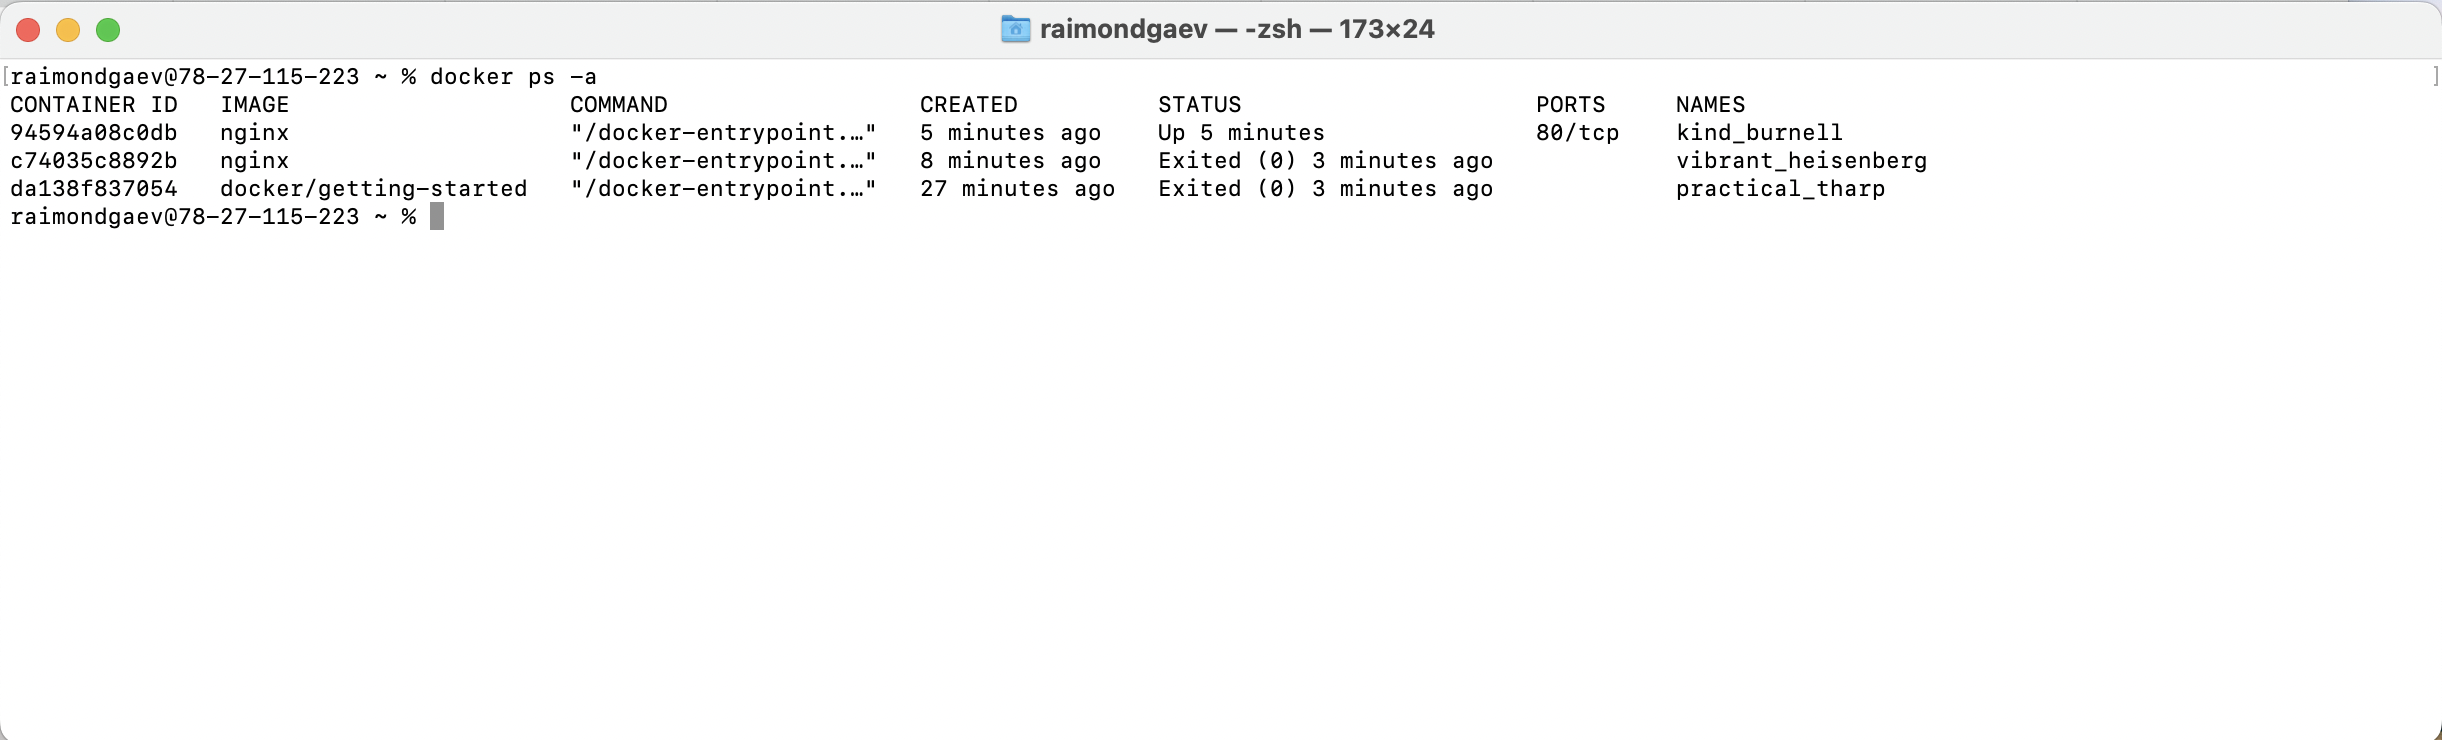 raimondgaev — -zsh — 173×24
[raimondgaev@78-27-115-223 ~ % docker ps -a ]
CONTAINER ID   IMAGE                    COMMAND                  CREATED          STATUS                     PORTS     NAMES
94594a08c0db   nginx                    "/docker-entrypoint.…"   5 minutes ago    Up 5 minutes               80/tcp    kind_burnell
c74035c8892b   nginx                    "/docker-entrypoint.…"   8 minutes ago    Exited (0) 3 minutes ago             vibrant_heisenberg
da138f837054   docker/getting-started   "/docker-entrypoint.…"   27 minutes ago   Exited (0) 3 minutes ago             practical_tharp
raimondgaev@78-27-115-223 ~ %